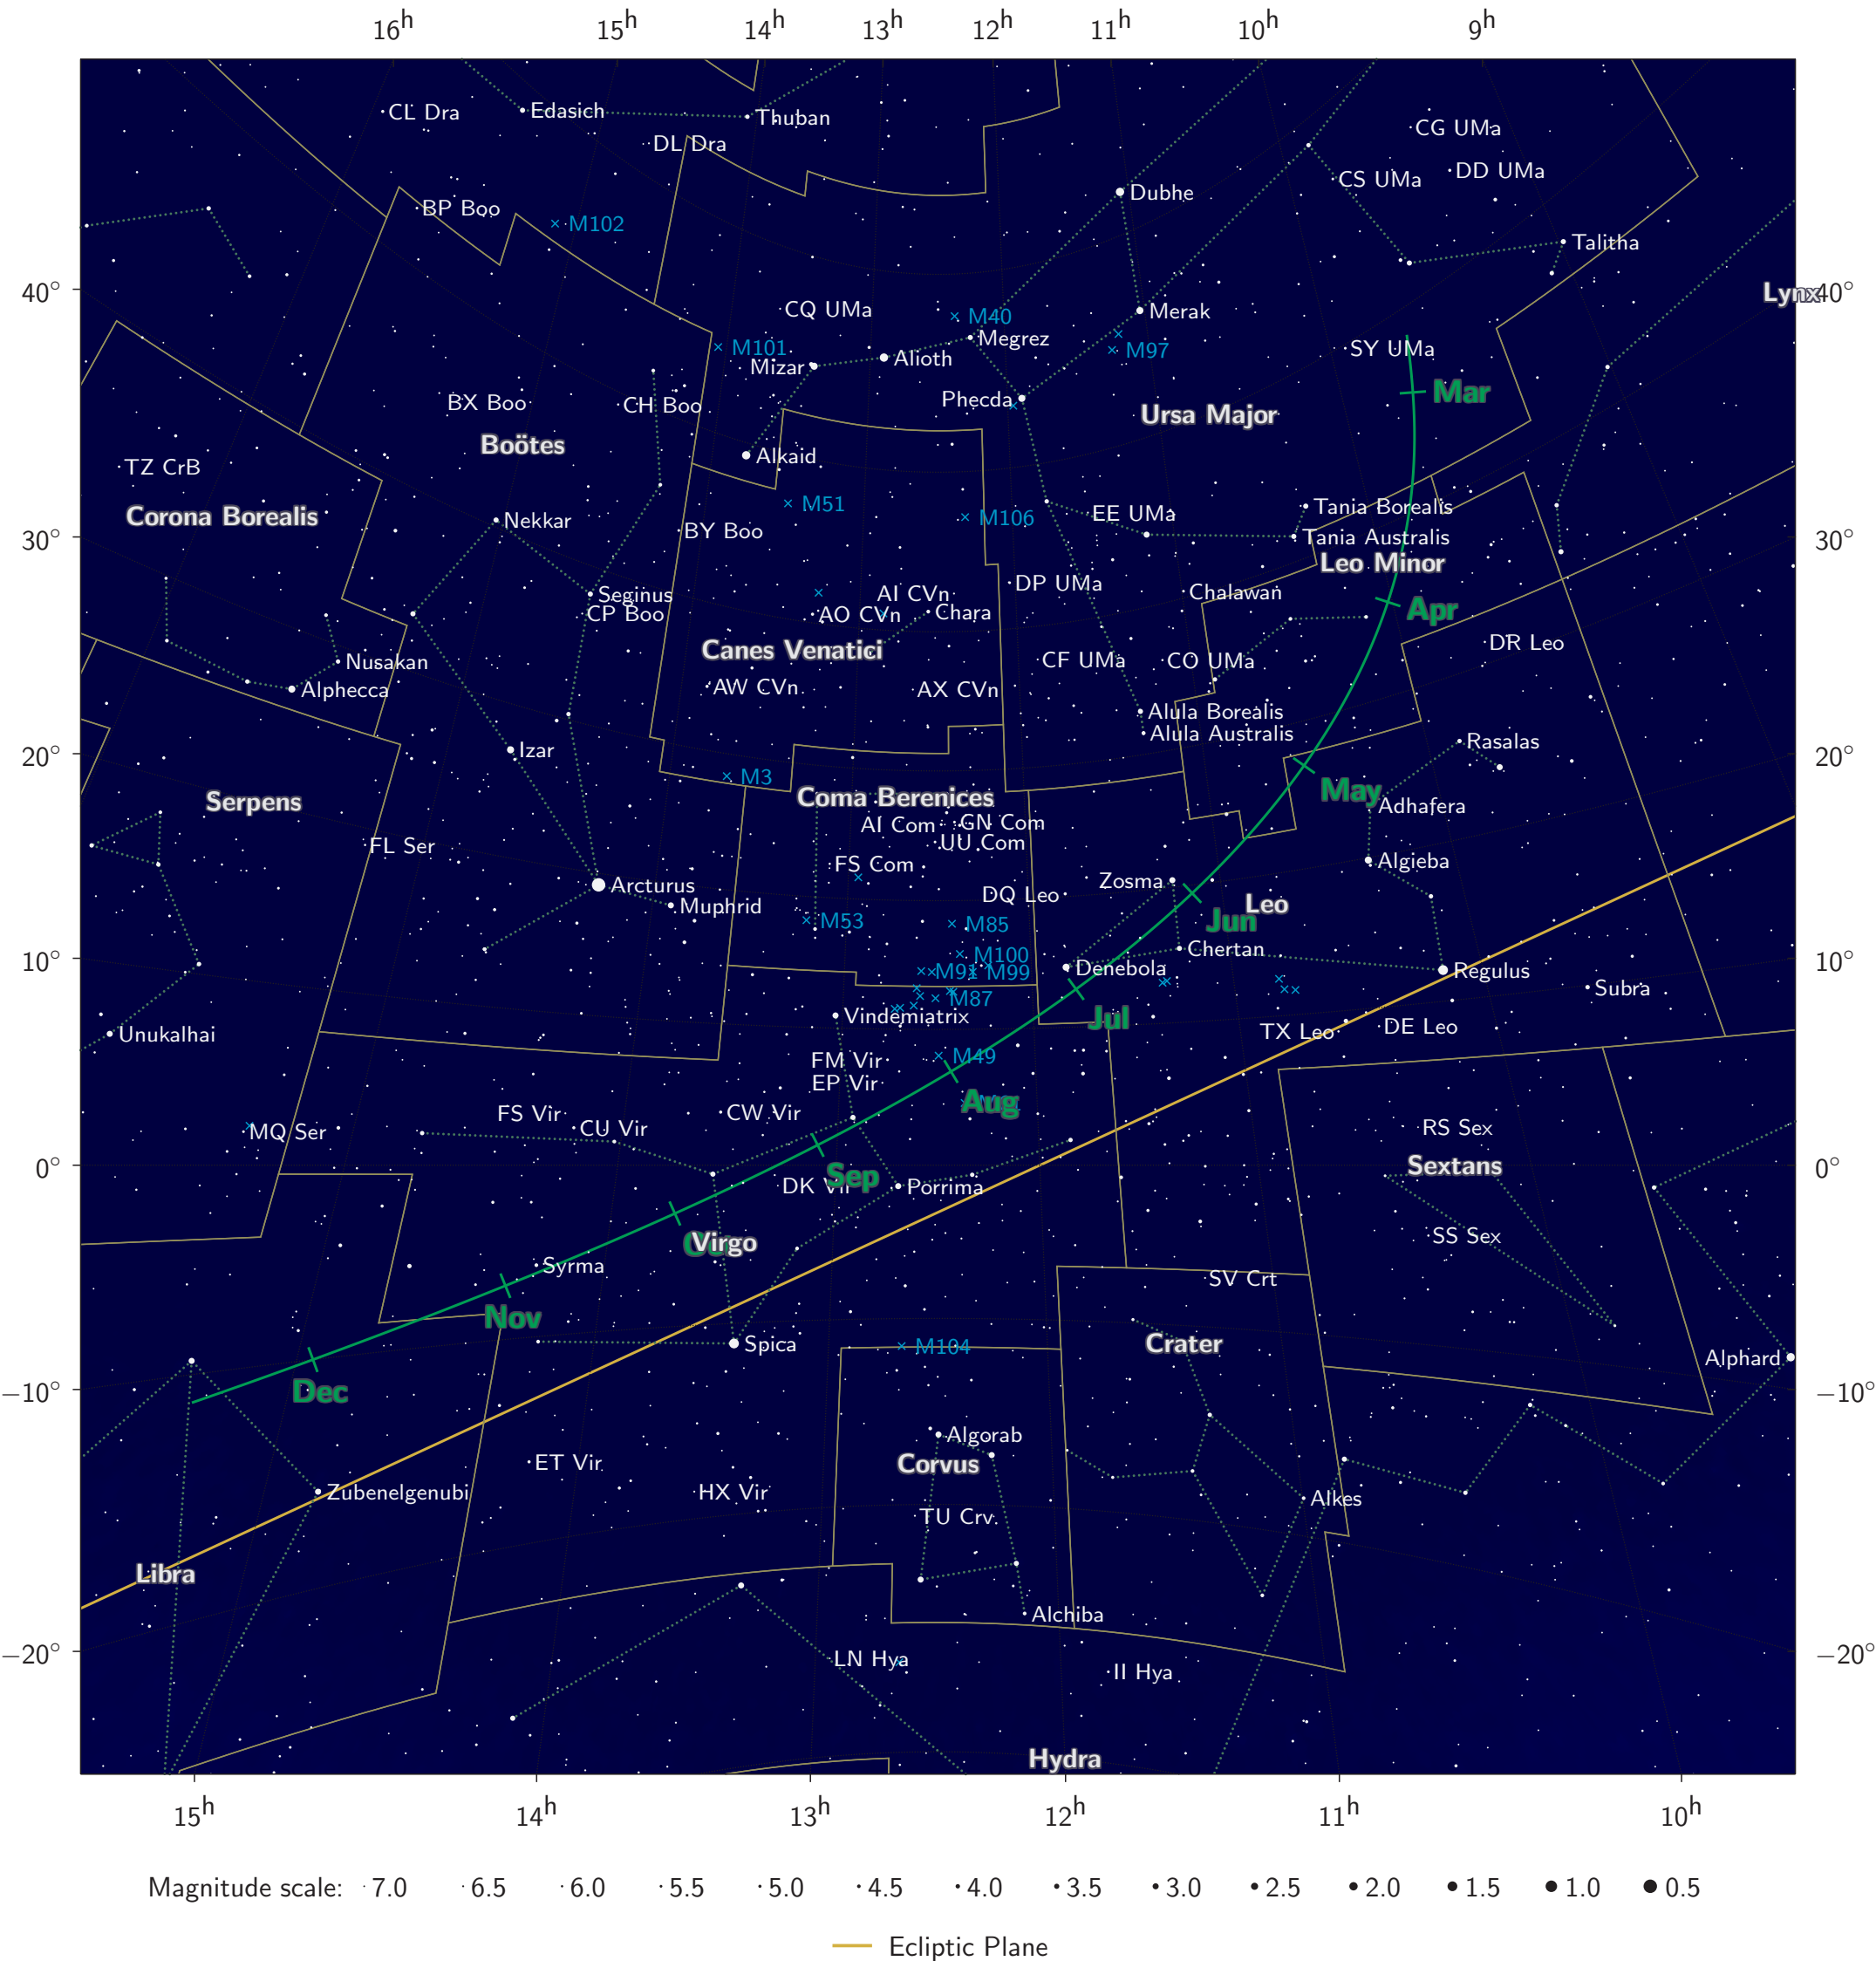 16h 15h 14h 13h 12h 11h 10h 9h
CL Dra
Edasich
Thuban
CG UMa
DL Dra
DD UMa
CS UMa
Dubhe
BP Boo
M102
Talitha
40°
Lynx
40°
CQ UMa
M40
Merak
Megrez
M101
Mizar
Alioth
M97
SY UMa
Mar
BX Boo
CH Boo
Phecda
Ursa Major
Boötes
Alkaid
TZ CrB
M51
Tania Borealis
Corona Borealis
M106
EE UMa
Nekkar
BY Boo
30°
Tania Australis
30°
Leo Minor
DP UMa
Seginus
AI CVn
Chalawan
CP Boo
AO CVn
Chara
Apr
Canes Venatici
DR Leo
Nusakan
CF UMa
CO UMa
Alphecca
AW CVn
AX CVn
Alula Borealis
Alula Australis
Izar
Rasalas
20°
20°
M3
May
Serpens
Coma Berenices
Adhafera
AI Com
GN Com
FL Ser
UU Com
FS Com
Algieba
Arcturus
Zosma
DQ Leo
Muphrid
Leo
M53
M85
Jun
M100
Chertan
10°
10°
M91
M99
Denebola
Regulus
M87
Subra
Vindemiatrix
Jul
Unukalhai
TX Leo
DE Leo
FM Vir
M49
EP Vir
Aug
FS Vir
CW Vir
MQ Ser
CU Vir
RS Sex
0°
Sextans
0°
Sep
DK Vir
Porrima
Virgo
SS Sex
Syrma
SV Crt
Nov
Spica
M104
Crater
Alphard
−10°
Dec
−10°
Algorab
ET Vir
Corvus
Zubenelgenubi
HX Vir
Alkes
TU Crv
Libra
Alchiba
−20°
LN Hya
II Hya
−20°
Hydra
15h 14h 13h 12h 11h 10h
Magnitude scale: 7.0 6.5 6.0 5.5 5.0 4.5 4.0 3.5 3.0 2.5 2.0 1.5 1.0 0.5
Ecliptic Plane